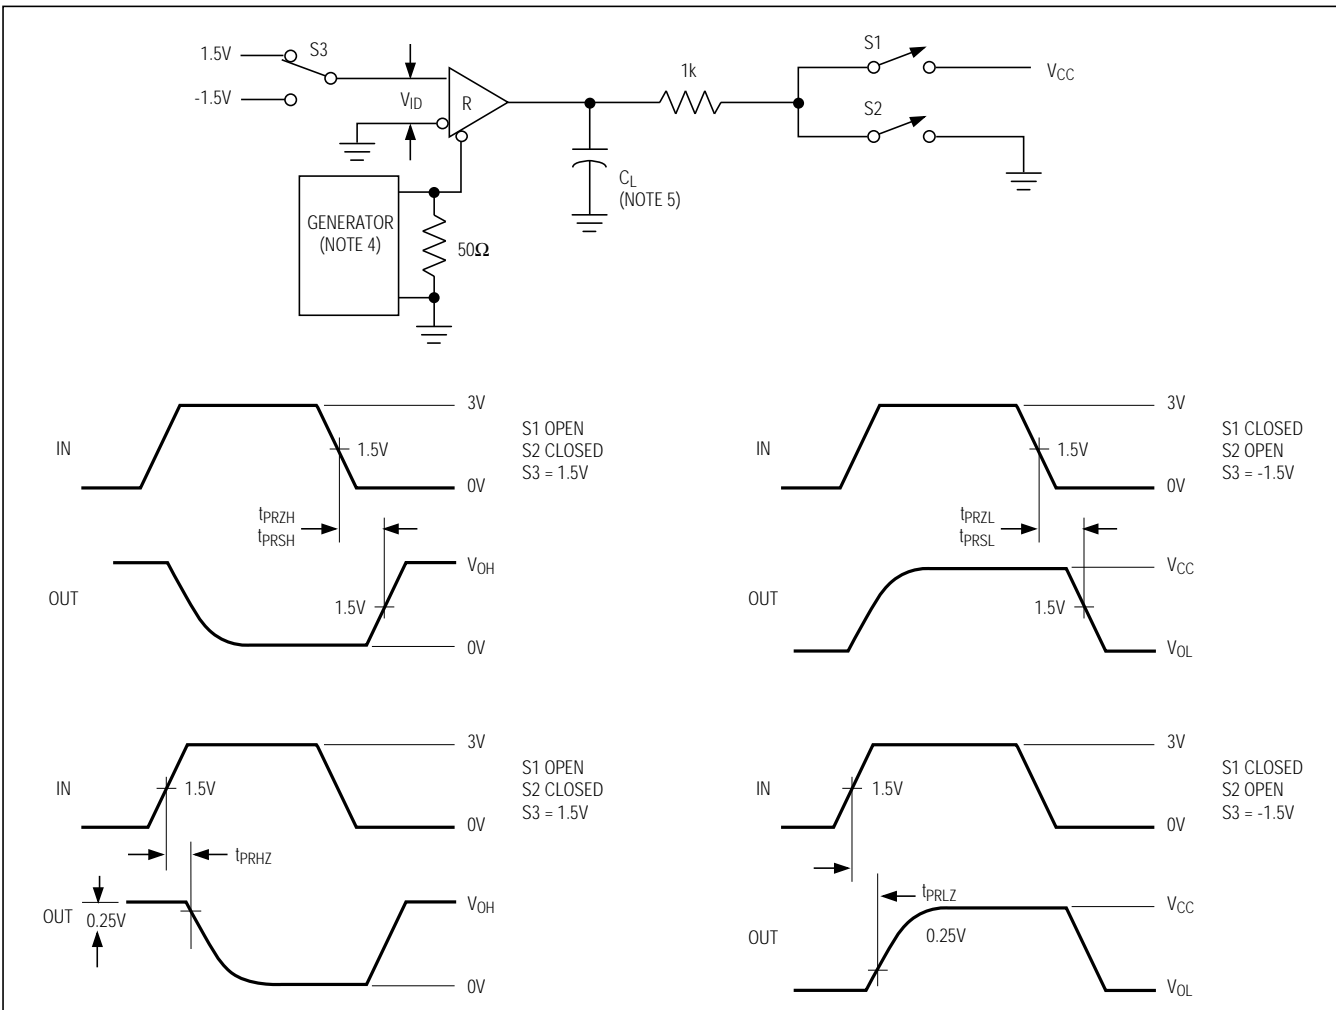 1.5V
S3
-1.5V
V_ID
R
1k
S1
V_CC
S2
C_L
(NOTE 5)
GENERATOR
(NOTE 4)
50Ω
IN
3V
1.5V
0V
S1 OPEN
S2 CLOSED
S3 = 1.5V
t_PRZH
t_PRSH
OUT
V_OH
1.5V
0V
IN
3V
1.5V
0V
S1 CLOSED
S2 OPEN
S3 = -1.5V
t_PRZL
t_PRSL
OUT
V_CC
1.5V
V_OL
IN
3V
1.5V
0V
S1 OPEN
S2 CLOSED
S3 = 1.5V
t_PRHZ
OUT
0.25V
V_OH
0V
IN
3V
1.5V
0V
S1 CLOSED
S2 OPEN
S3 = -1.5V
t_PRLZ
OUT
0.25V
V_CC
V_OL